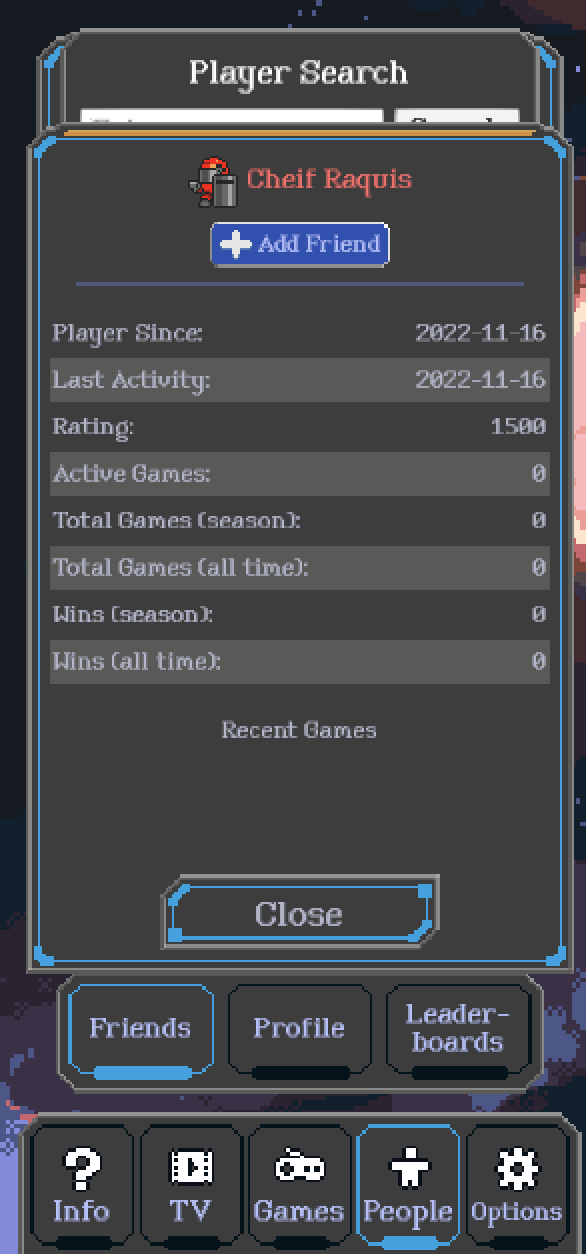 Player Search
Cheif Raquis
Add Friend
Player Since: 2022-11-16
Last Activity: 2022-11-16
Rating: 1500
Active Games: 0
Total Games (season): 0
Total Games (all time): 0
Wins (season): 0
Wins (all time): 0
Recent Games
Close
Friends Profile Leader-
boards
Info TV Games People Options